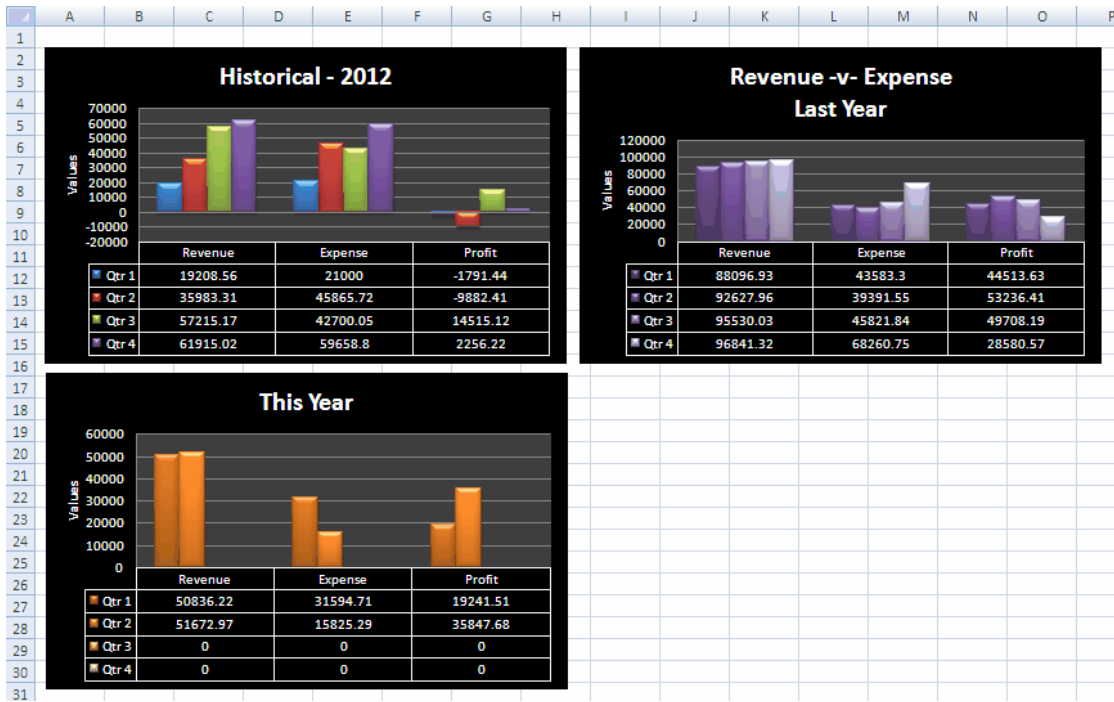 A B C D E F G H I J K L M N O P
1
2
3
4
5
6
7
8
9
10
11
12
13
14
15
16
17
18
19
20
21
22
23
24
25
26
27
28
29
30
31
Historical - 2012
Values
70000
60000
50000
40000
30000
20000
10000
0
-10000
-20000
Revenue Expense Profit
Qtr 1 19208.56 21000 -1791.44
Qtr 2 35983.31 45865.72 -9882.41
Qtr 3 57215.17 42700.05 14515.12
Qtr 4 61915.02 59658.8 2256.22
Revenue -v- Expense
Last Year
Values
120000
100000
80000
60000
40000
20000
0
Revenue Expense Profit
Qtr 1 88096.93 43583.3 44513.63
Qtr 2 92627.96 39391.55 53236.41
Qtr 3 95530.03 45821.84 49708.19
Qtr 4 96841.32 68260.75 28580.57
This Year
Values
60000
50000
40000
30000
20000
10000
0
Revenue Expense Profit
Qtr 1 50836.22 31594.71 19241.51
Qtr 2 51672.97 15825.29 35847.68
Qtr 3 0 0 0
Qtr 4 0 0 0